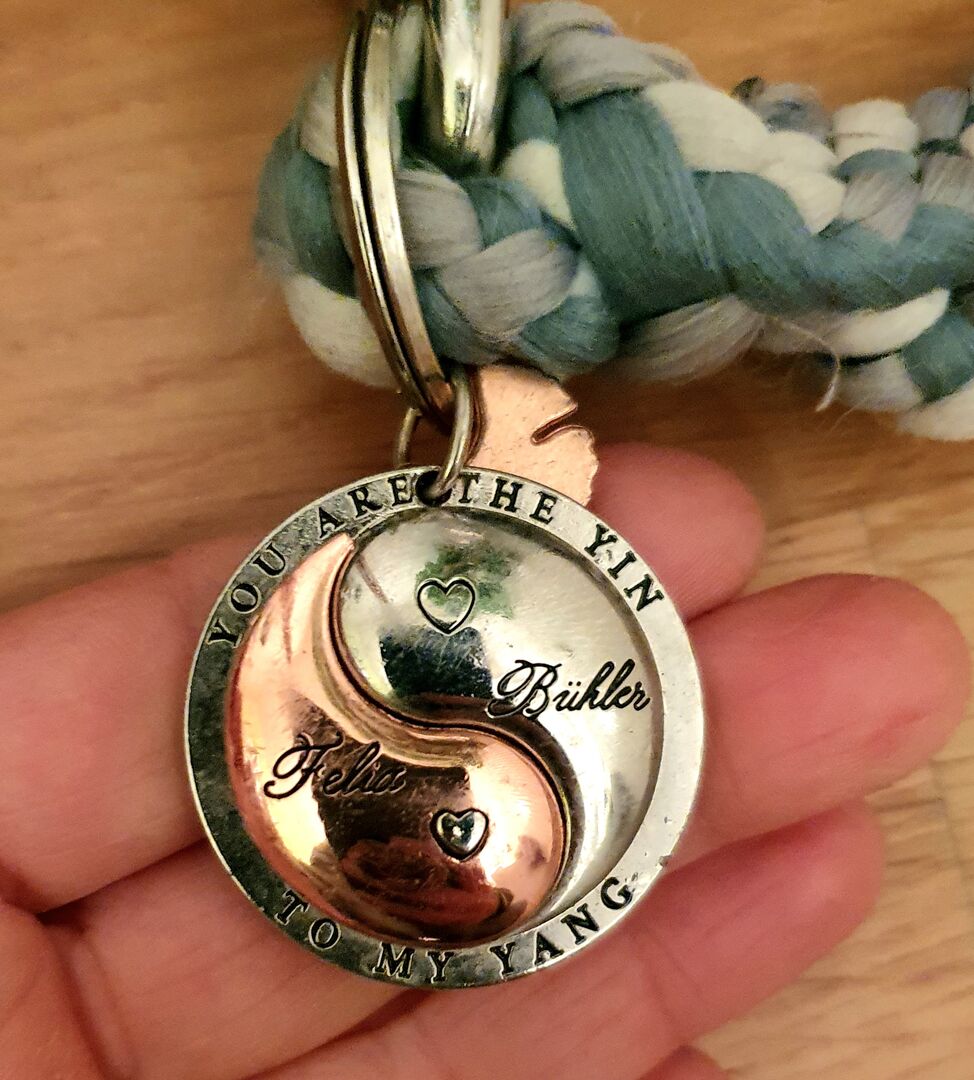 YOU ARE THE YIN
Bühler
Felia
TO MY YANG